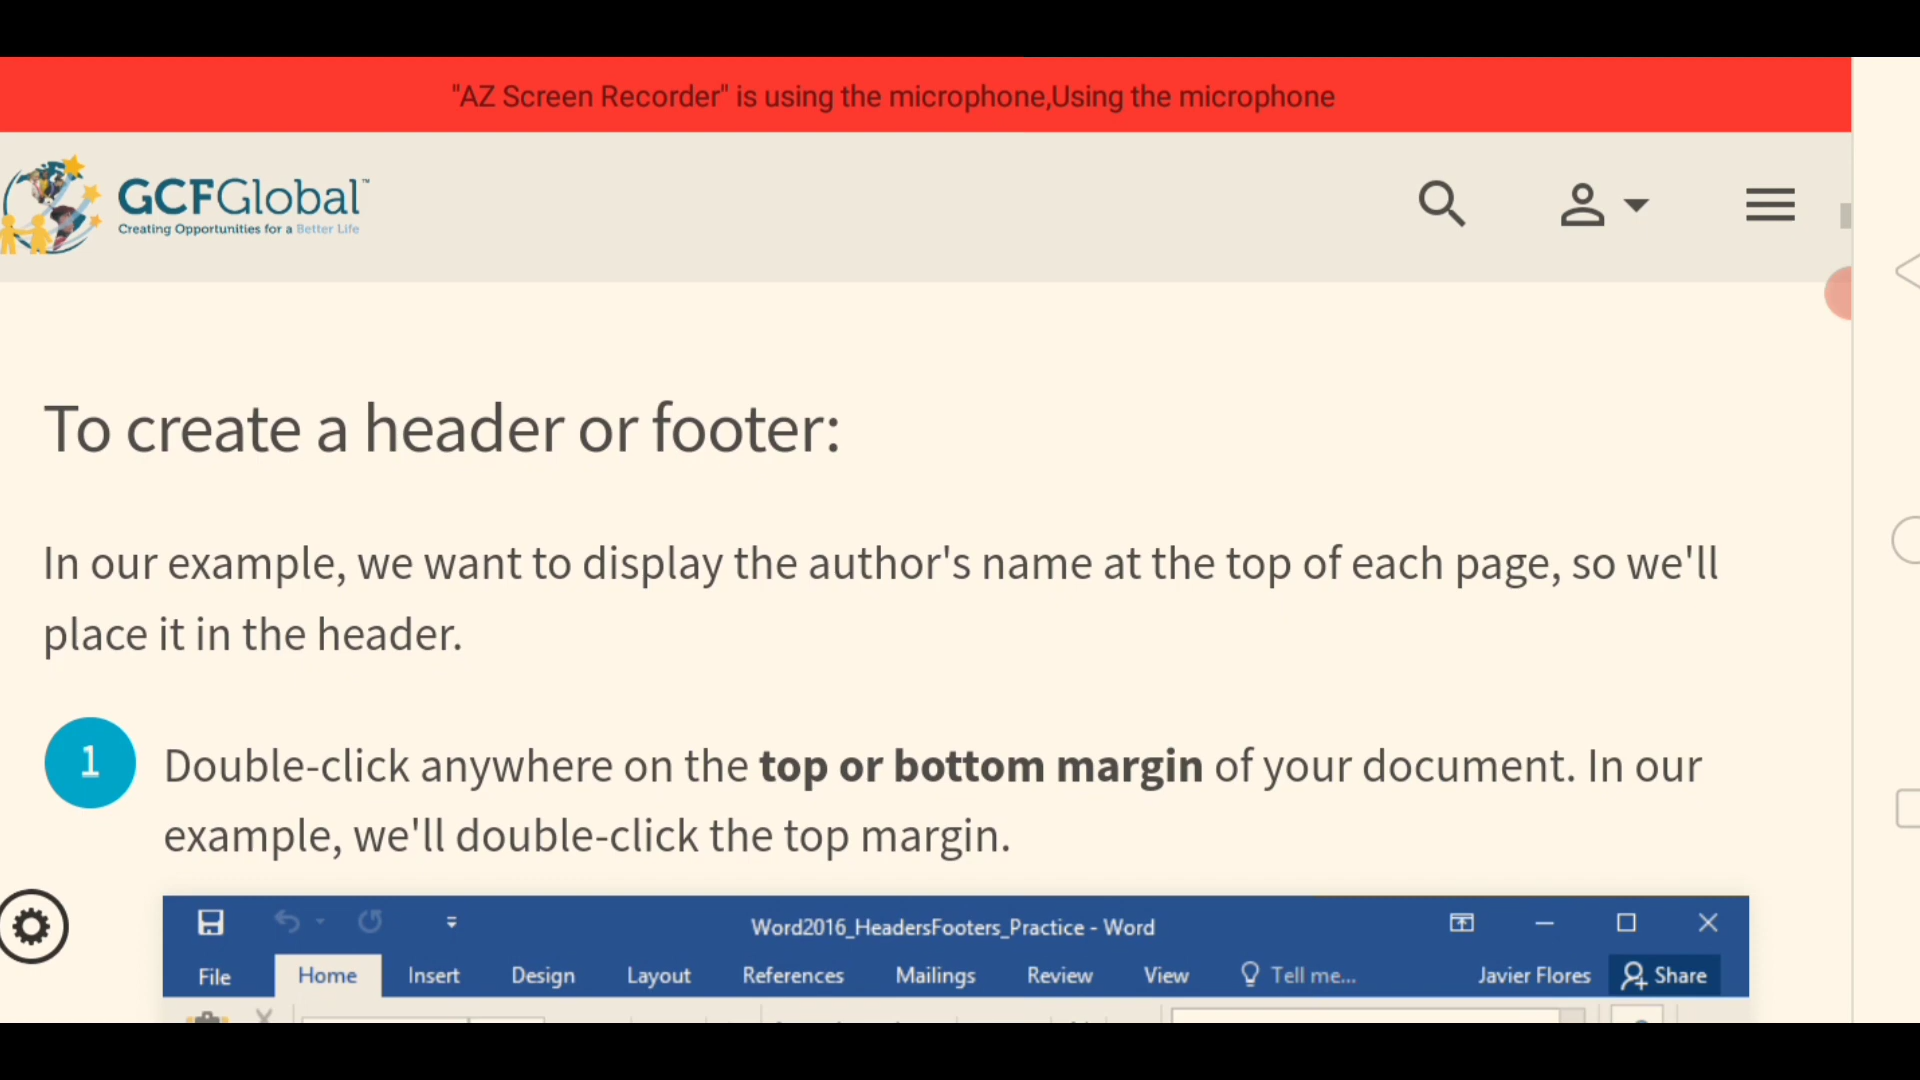 "AZ Screen Recorder" is using the microphone,Using the microphone
GCFGlobal™
Creating Opportunities for a Better Life
To create a header or footer:
In our example, we want to display the author's name at the top of each page, so we'll
place it in the header.
1
Double-click anywhere on the top or bottom margin of your document. In our
example, we'll double-click the top margin.
Word2016_HeadersFooters_Practice - Word
File Home Insert Design Layout References Mailings Review View Tell me... Javier Flores Share